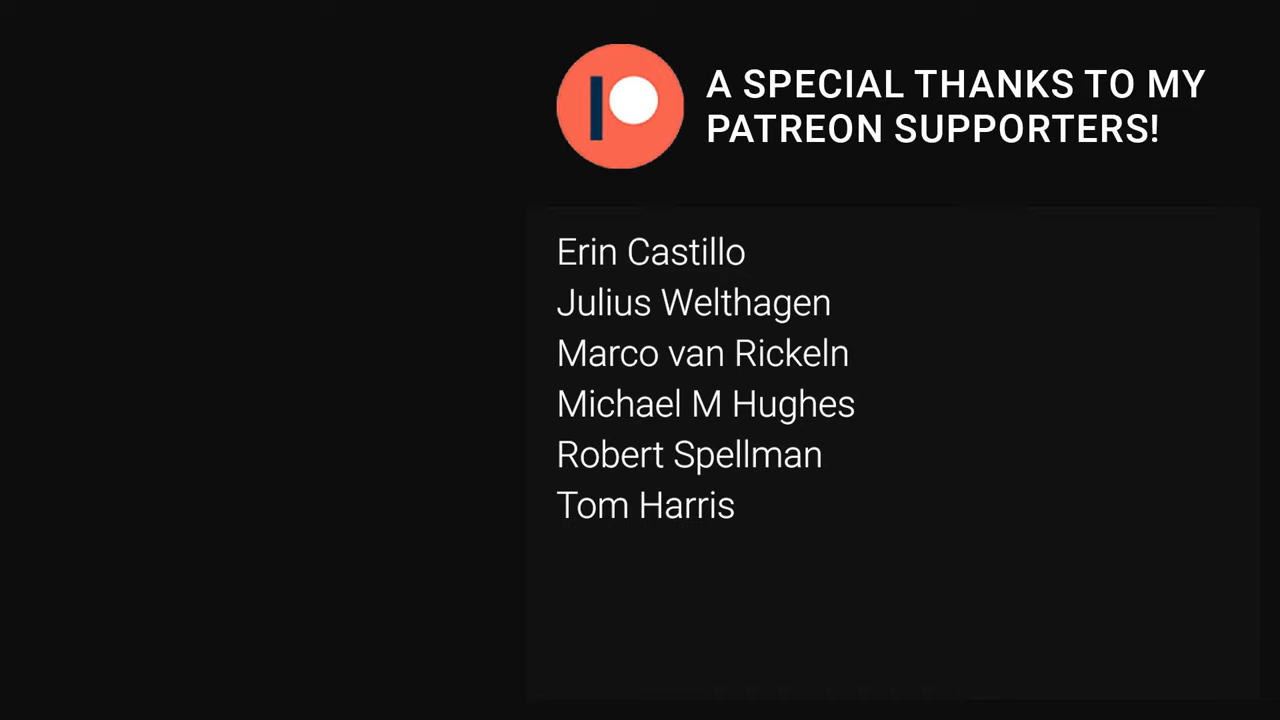 A SPECIAL THANKS TO MY
PATREON SUPPORTERS!
Erin Castillo
Julius Welthagen
Marco van Rickeln
Michael M Hughes
Robert Spellman
Tom Harris